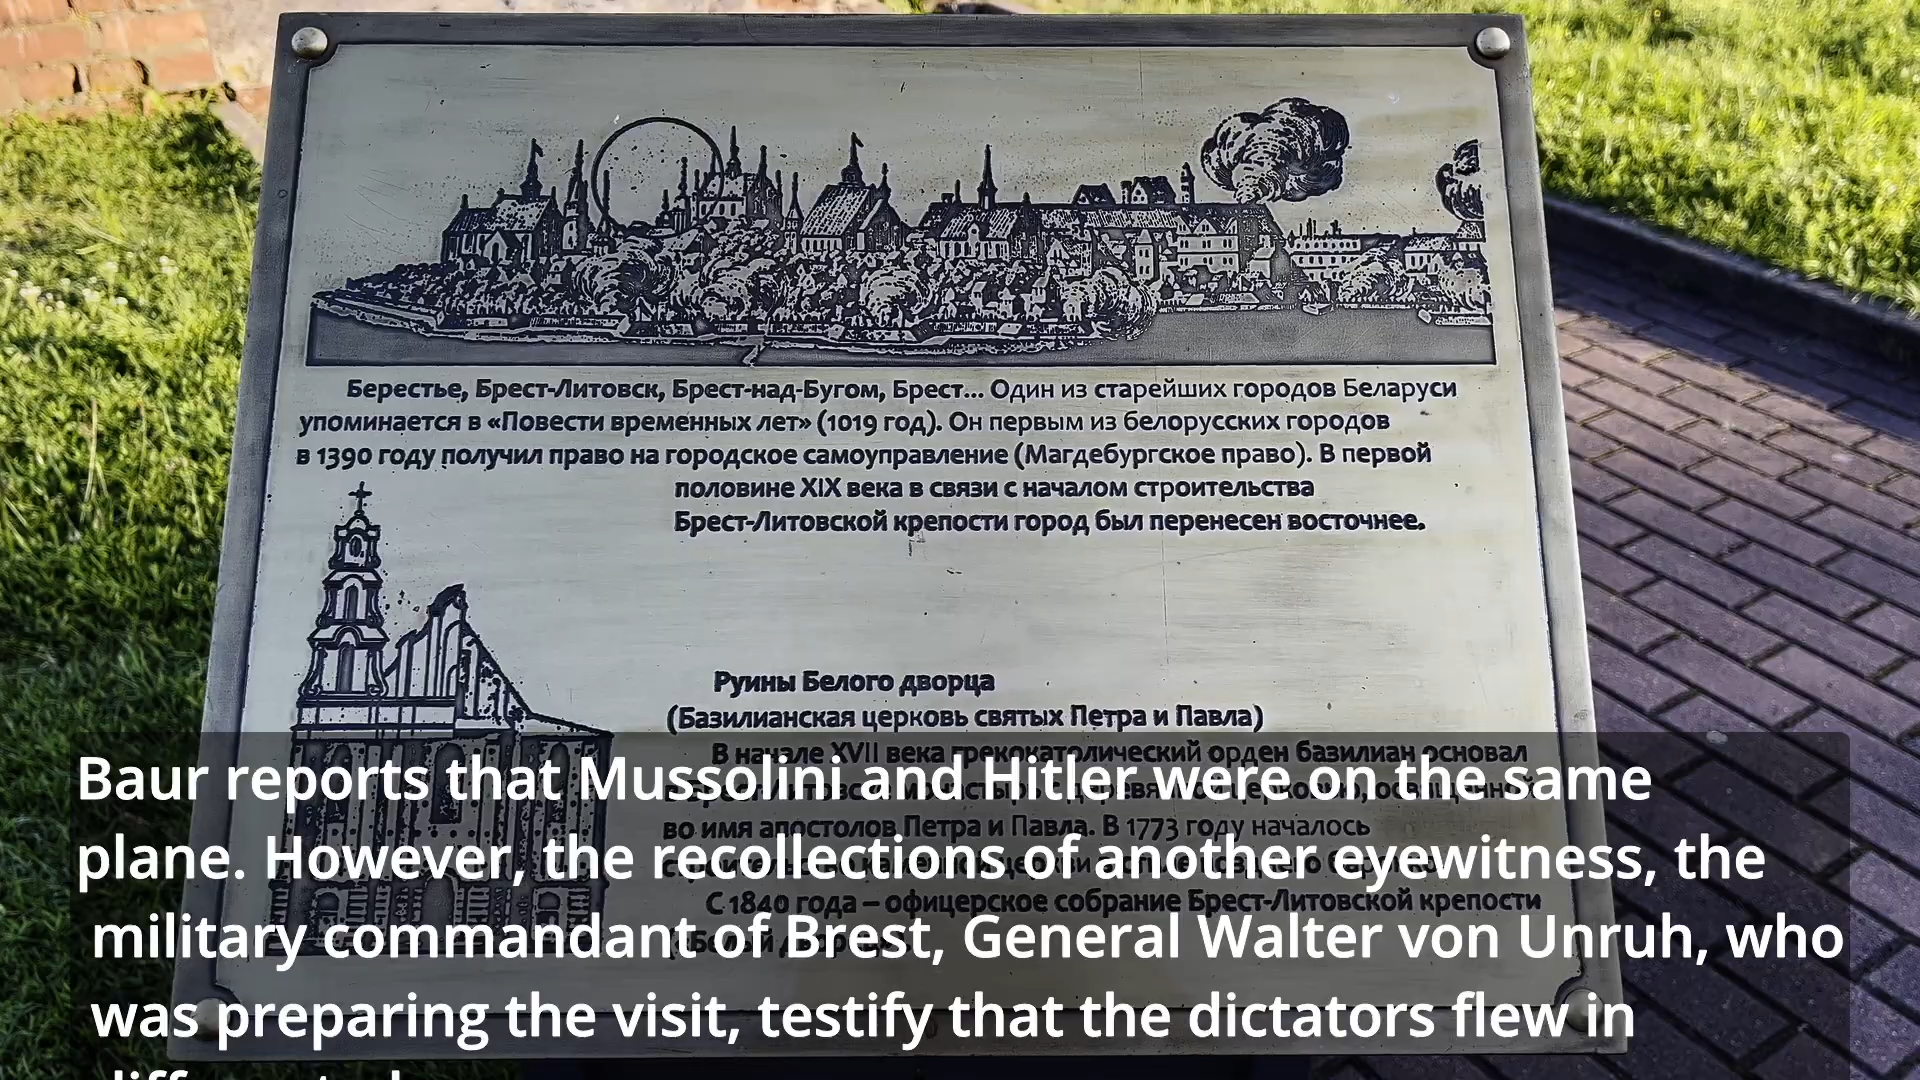 Берестье, Брест-Литовск, Брест-над-Бугом, Брест... Один из старейших городов Беларуси
упоминается в «Повести временных лет» (1019 год). Он первым из белорусских городов
в 1390 году получил право на городское самоуправление (Магдебургское право). В первой
половине XIX века в связи с началом строительства
Брест-Литовской крепости город был перенесен восточнее.
Руины Белого дворца
(Базилианская церковь святых Петра и Павла)
В начале XVII века грекокатолический орден базилиан основал
во имя апостолов Петра и Павла. В 1773 году началось
С 1840 года – офицерское собрание Брест-Литовской крепости
Baur reports that Mussolini and Hitler were on the same
plane. However, the recollections of another eyewitness, the
military commandant of Brest, General Walter von Unruh, who
was preparing the visit, testify that the dictators flew in